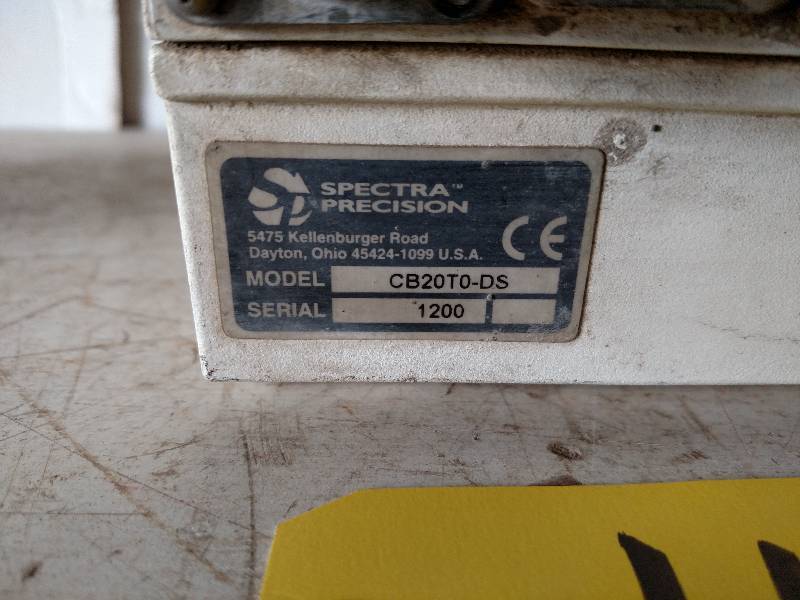 SPECTRA™
PRECISION
5475 Kellenburger Road
Dayton, Ohio 45424-1099 U.S.A.
CE
MODEL CB20T0-DS
SERIAL 1200